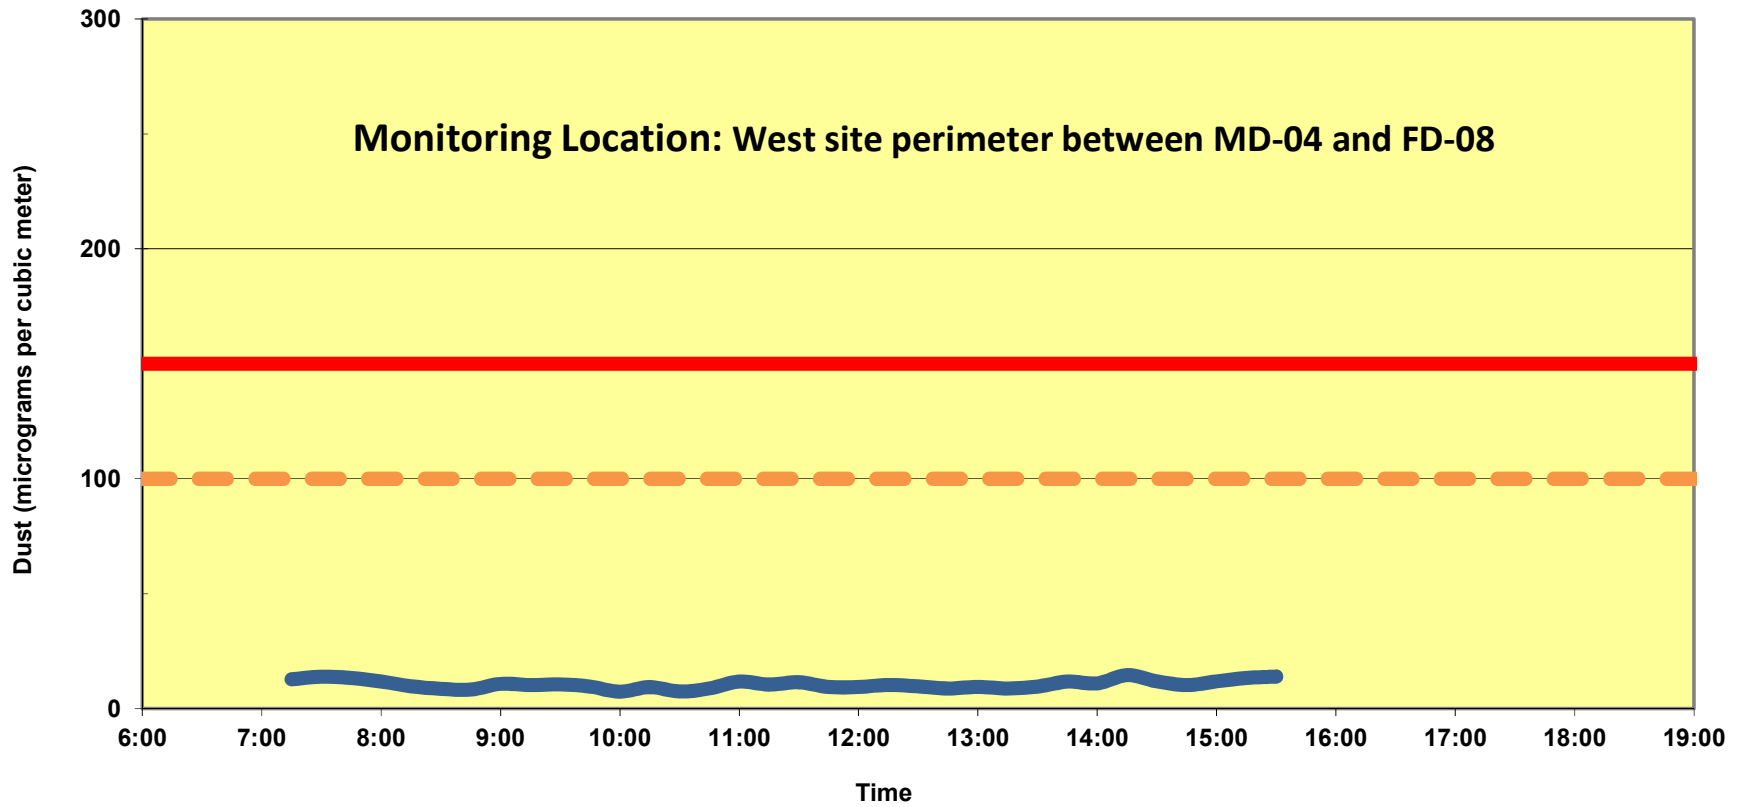 300
Monitoring Location: West site perimeter between MD-04 and FD-08
200
100
0
Dust (micrograms per cubic meter)
6:00 7:00 8:00 9:00 10:00 11:00 12:00 13:00 14:00 15:00 16:00 17:00 18:00 19:00
Time